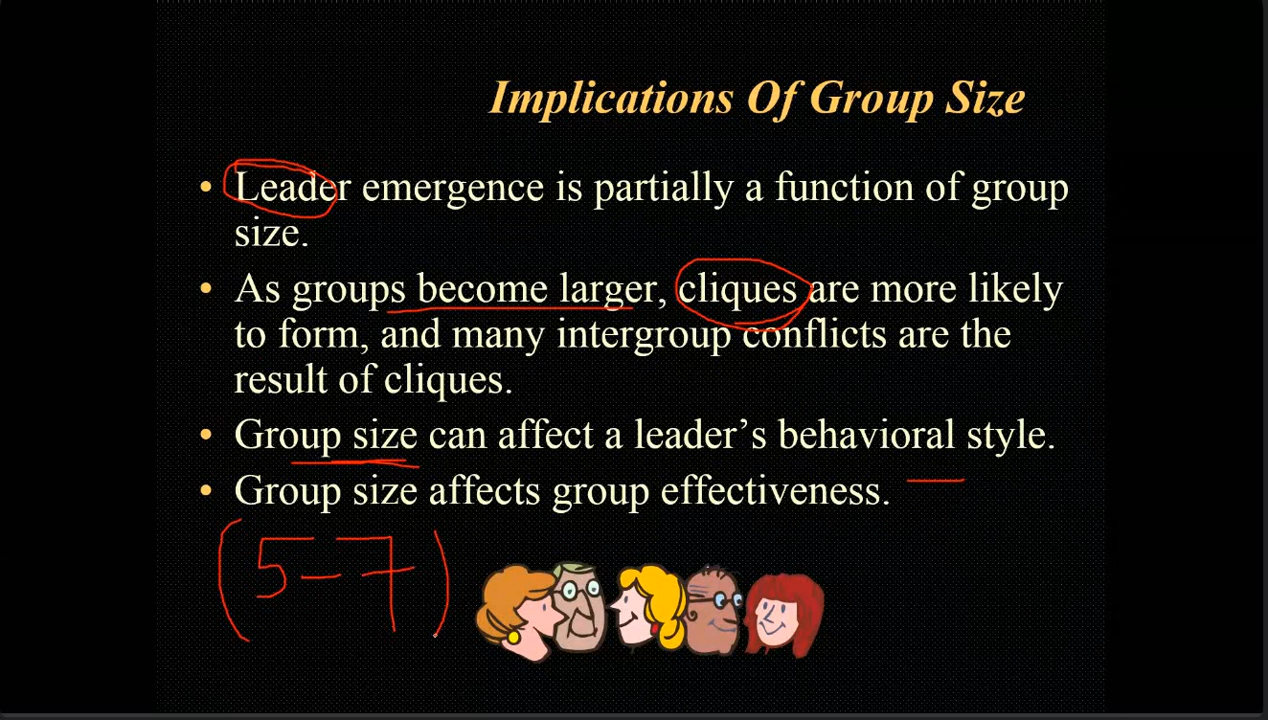 Implications Of Group Size
• Leader emergence is partially a function of group
size.
• As groups become larger, cliques are more likely
to form, and many intergroup conflicts are the
result of cliques.
• Group size can affect a leader’s behavioral style.
• Group size affects group effectiveness.
(5-7)